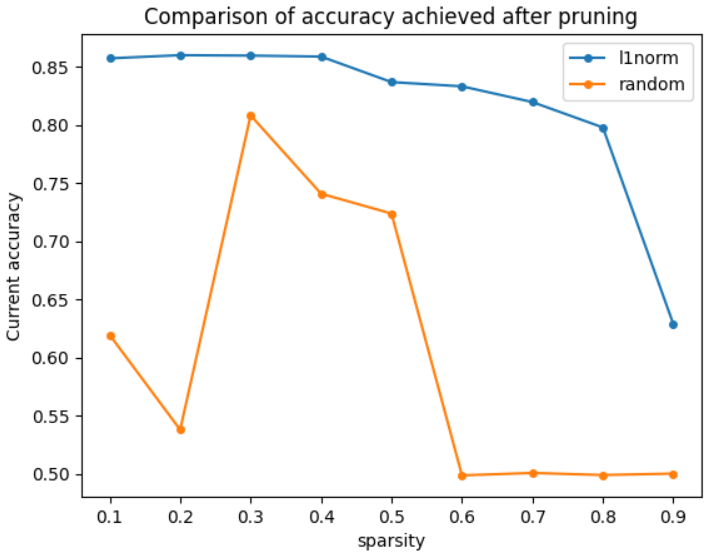 Comparison of accuracy achieved after pruning
l1norm
random
Current accuracy
0.85
0.80
0.75
0.70
0.65
0.60
0.55
0.50
0.1 0.2 0.3 0.4 0.5 0.6 0.7 0.8 0.9
sparsity